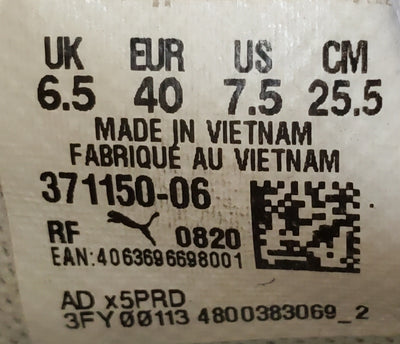 UK EUR US CM
6.5 40 7.5 25.5
MADE IN VIETNAM
FABRIQUÉ AU VIETNAM
371150-06
RF 0820
EAN:4063696698001
AD x5PRD
3FY00113 4800383069_2